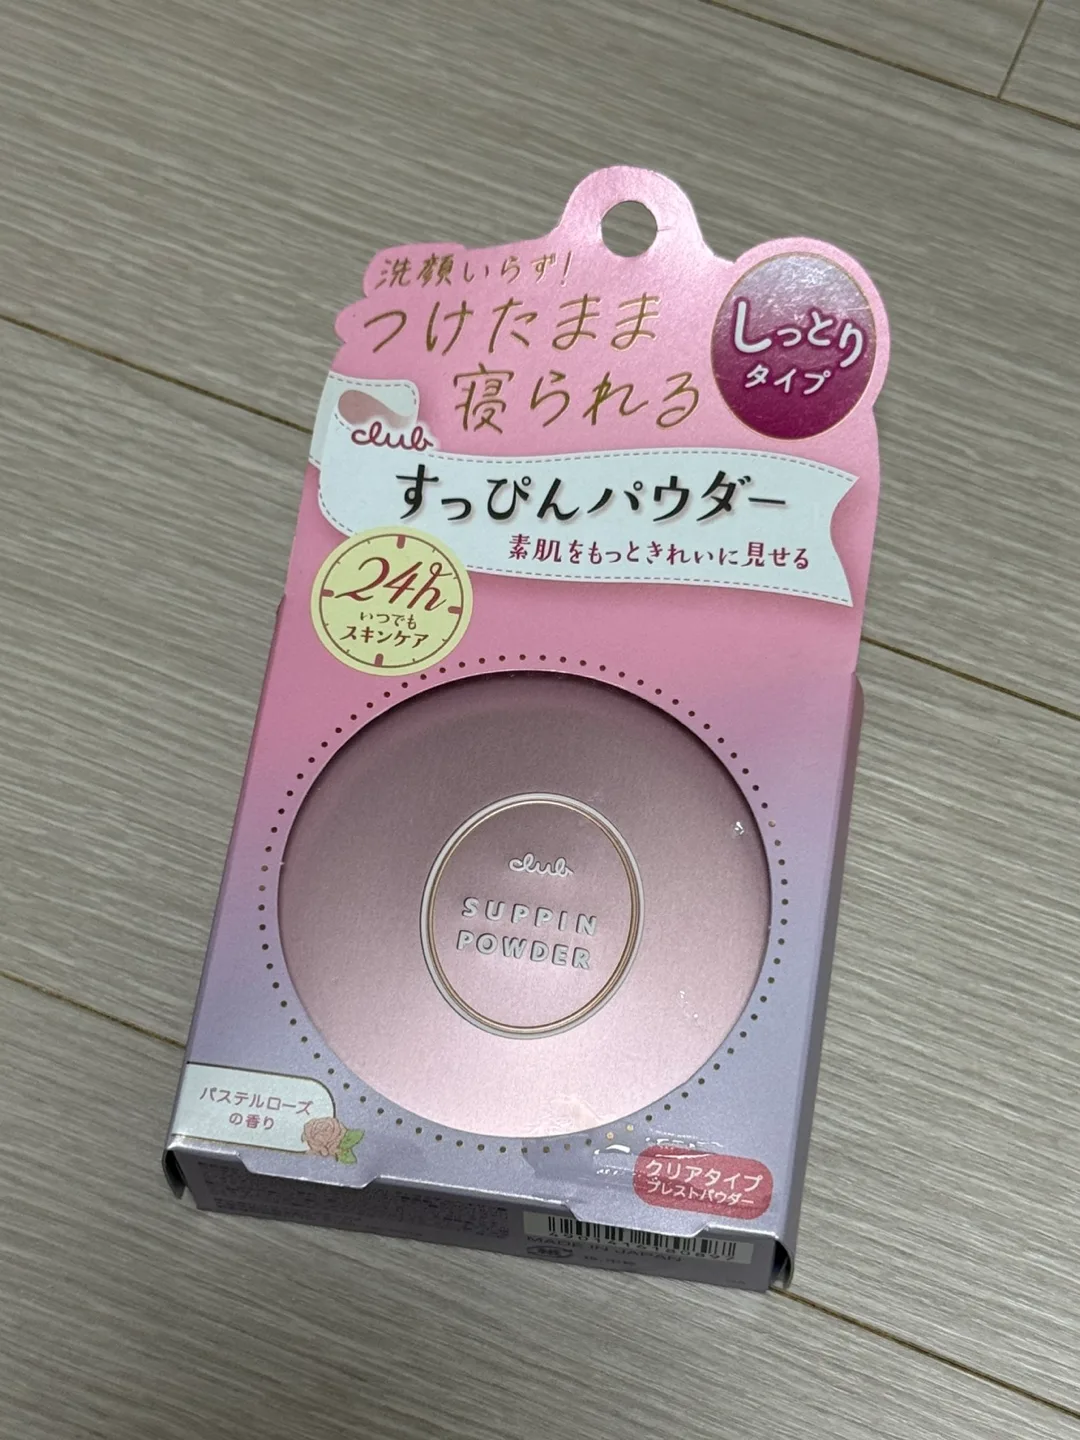 洗顔いらず!
つけたまま
寝られる
しっとり
タイプ
club
すっぴんパウダー
素肌をもっときれいに見せる
24h
いつでも
スキンケア
club
SUPPIN
POWDER
パステルローズ
の香り
クリアタイプ
プレストパウダー
MADE IN JAPAN